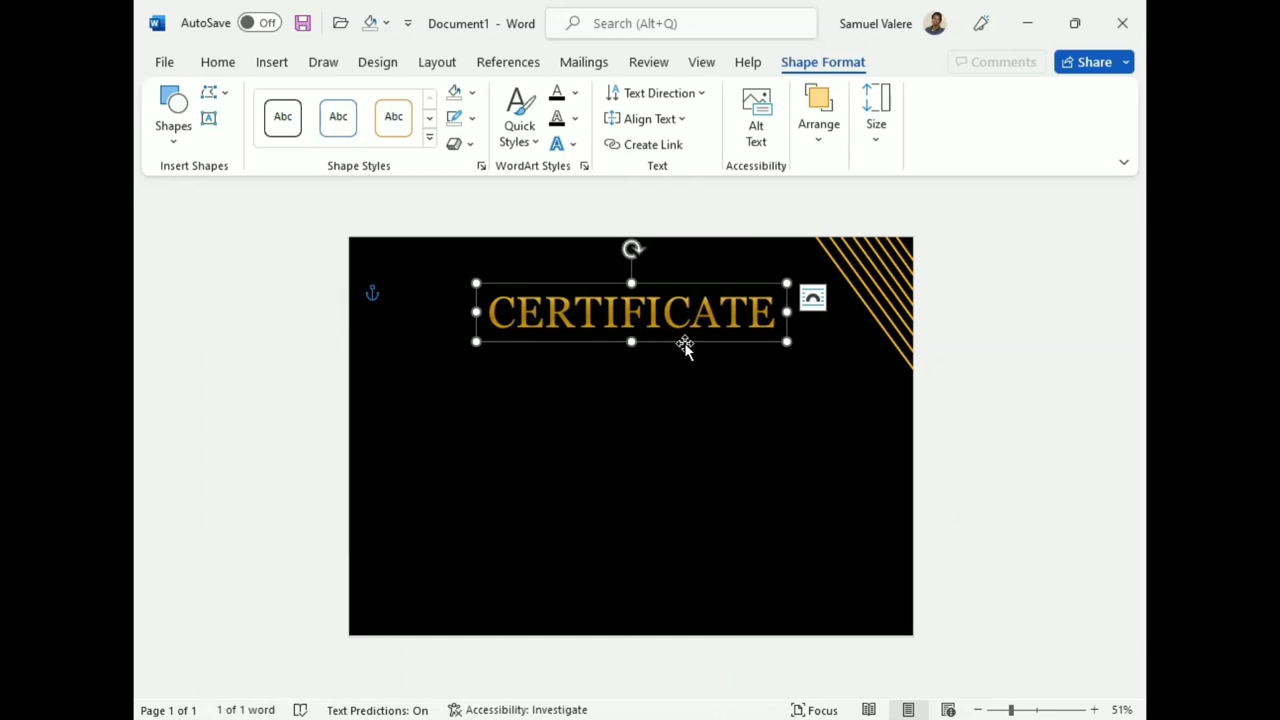 AutoSave Off Document1 - Word Search (Alt+Q) Samuel Valere
File Home Insert Draw Design Layout References Mailings Review View Help Shape Format Comments Share
Shapes
Abc Abc Abc
Quick Styles
Text Direction
Align Text
Create Link
Alt Text
Arrange
Size
Insert Shapes Shape Styles WordArt Styles Text Accessibility
CERTIFICATE
Page 1 of 1 1 of 1 word Text Predictions: On Accessibility: Investigate Focus 51%